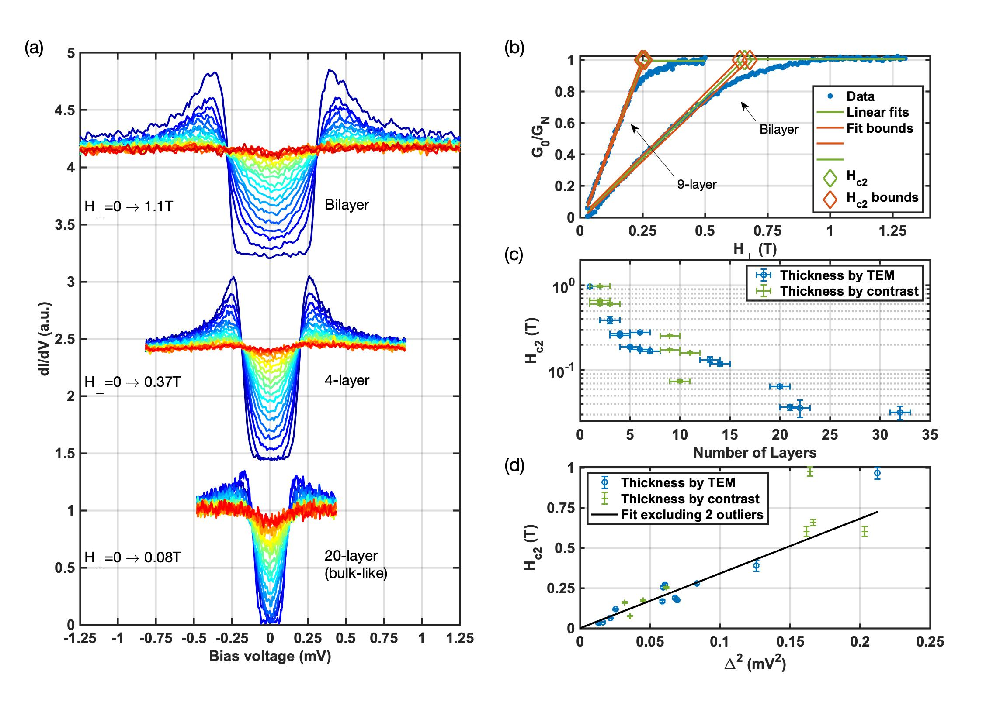 (a)
5
4.5
4
3.5
3
2.5
2
1.5
1
0.5
0
dI/dV (a.u.)
H⊥=0 → 1.1T
Bilayer
H⊥=0 → 0.37T
4-layer
H⊥=0 → 0.08T
20-layer
(bulk-like)
-1.25 -1 -0.75 -0.5 -0.25 0 0.25 0.5 0.75 1 1.25
Bias voltage (mV)
(b)
1
0.8
0.6
0.4
0.2
0
G0/GN
Bilayer
9-layer
Data
Linear fits
Fit bounds
Hc2
Hc2 bounds
0 0.25 0.5 0.75 1 1.25
H⊥ (T)
(c)
10^0
10^-1
Hc2 (T)
Thickness by TEM
Thickness by contrast
0 5 10 15 20 25 30 35
Number of Layers
(d)
1
0.75
0.5
0.25
0
Hc2 (T)
Thickness by TEM
Thickness by contrast
Fit excluding 2 outliers
0 0.05 0.1 0.15 0.2 0.25
Δ^2 (mV^2)